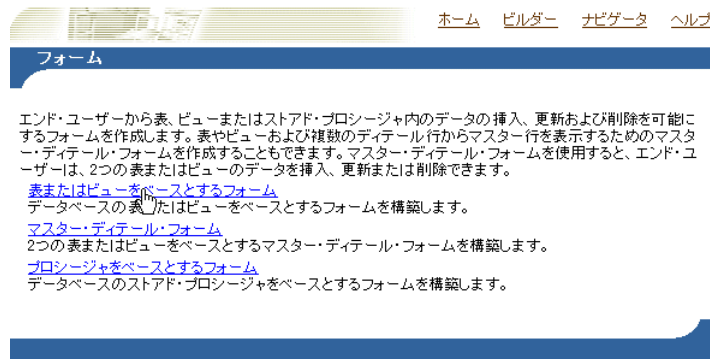 ホーム ビルダー ナビゲータ ヘルプ
フォーム
エンド・ユーザーから表、ビューまたはストアド・プロシージャ内のデータの挿入、更新および削除を可能に
するフォームを作成します。表やビューおよび複数のディテール行からマスター行を表示するためのマスタ
ー・ディテール・フォームを作成することもできます。マスター・ディテール・フォームを使用すると、エンド・ユ
ーザーは、2つの表またはビューのデータを挿入、更新または削除できます。
表またはビューをベースとするフォーム
データベースの表またはビューをベースとするフォームを構築します。
マスター・ディテール・フォーム
2つの表またはビューをベースとするマスター・ディテール・フォームを構築します。
プロシージャをベースとするフォーム
データベースのストアド・プロシージャをベースとするフォームを構築します。